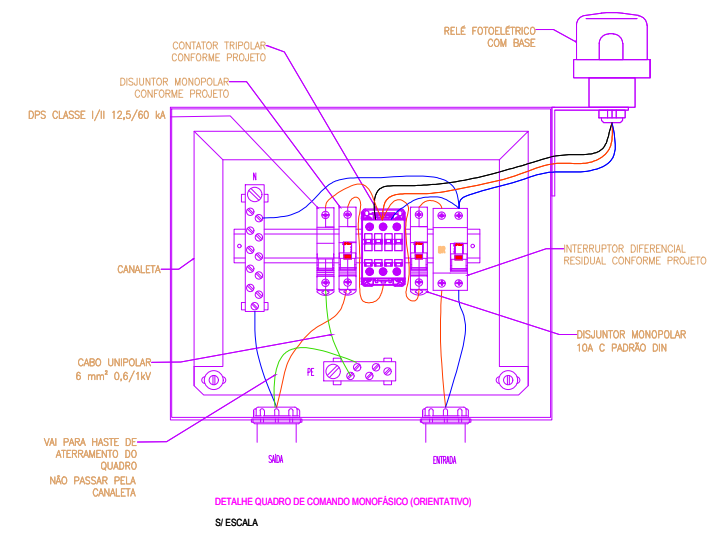 RELÉ FOTOELÉTRICO
COM BASE
CONTATOR TRIPOLAR
CONFORME PROJETO
DISJUNTOR MONOPOLAR
CONFORME PROJETO
DPS CLASSE I/II 12,5/60 kA
N
INTERRUPTOR DIFERENCIAL
RESIDUAL CONFORME PROJETO
CANALETA
DISJUNTOR MONOPOLAR
10A C PADRÃO DIN
CABO UNIPOLAR
6 mm² 0,6/1kV
PE
VAI PARA HASTE DE
ATERRAMENTO DO
QUADRO
NÃO PASSAR PELA
CANALETA
SAÍDA
ENTRADA
DETALHE QUADRO DE COMANDO MONOFÁSICO (ORIENTATIVO)
S/ ESCALA